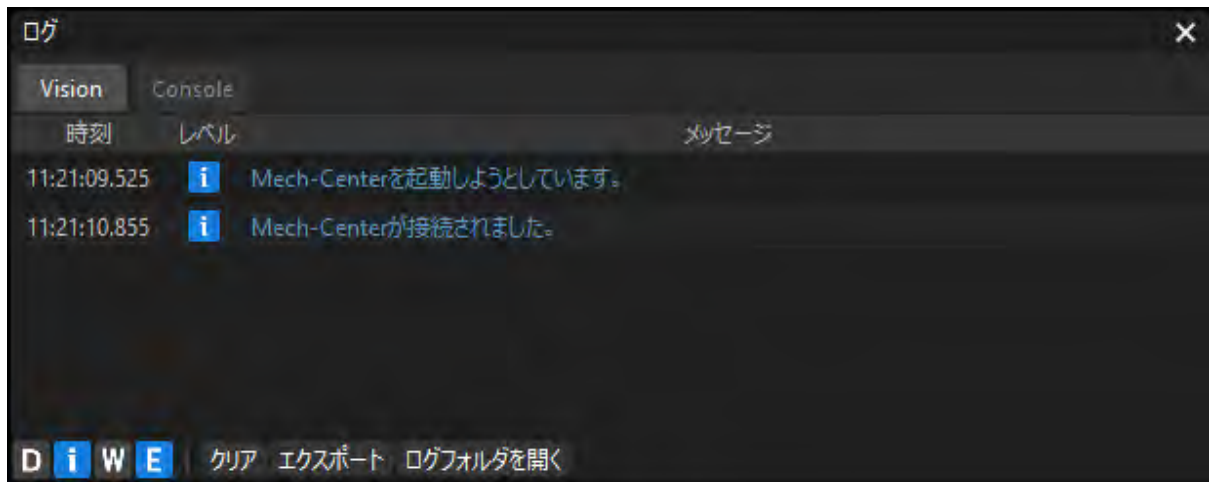 ログ
Vision Console
時刻 レベル メッセージ
11:21:09.525 i Mech-Centerを起動しようとしています。
11:21:10.855 i Mech-Centerが接続されました。
D i W E クリア エクスポート ログフォルダを開く